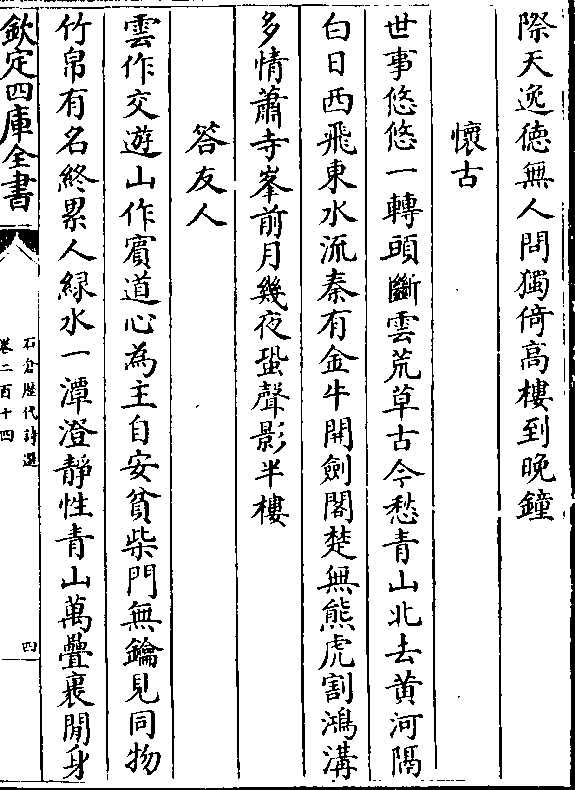 際天逸德無人問獨倚高樓到晚鐘
懷古
世事悠悠一轉頭斷雲荒草古今愁青山北去黄河隔
白日西飛東水流秦有金牛開劍閣楚無熊虎割鴻溝
多情蕭寺峯前月幾夜蛩聲影半樓
答友人
雲作交遊山作賓道心為主自安貧柴門無鑰見同物
竹帛有名終累人緑水一潭澄靜性青山萬疊裹閒身
欽定四庫全書
石倉歴代詩選
卷二百十四
四